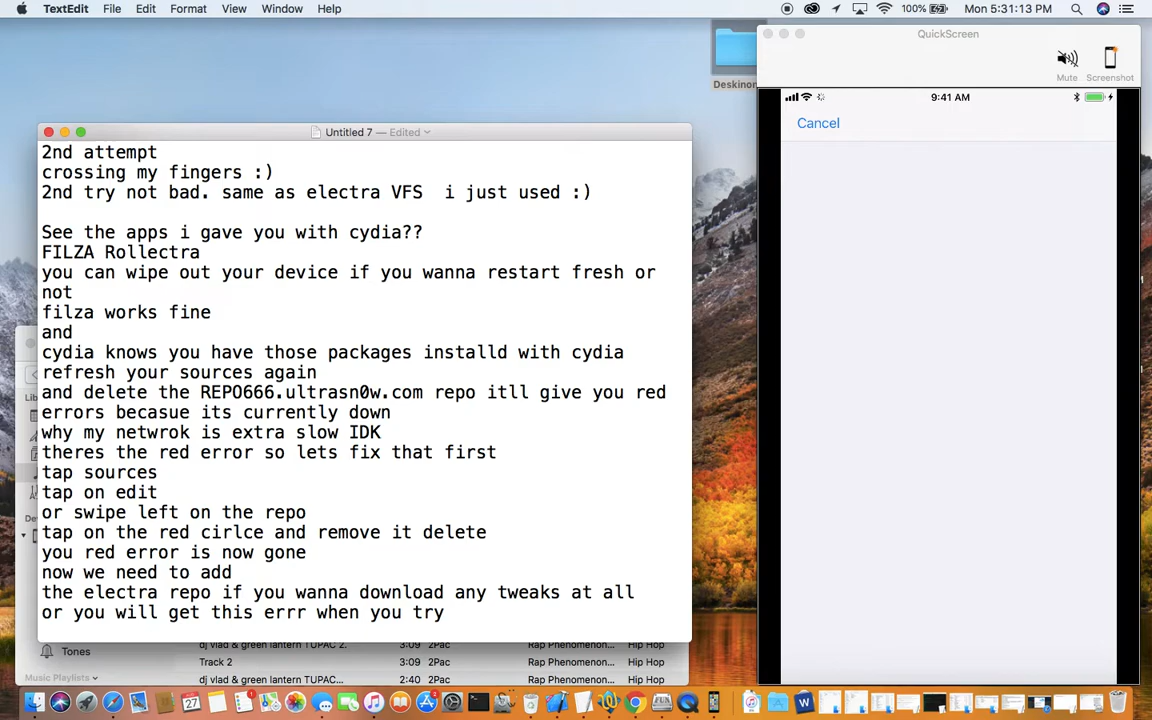 TextEdit File Edit Format View Window Help 100% Mon 5:31:13 PM
QuickScreen
Mute Screenshot
Deskinor
9:41 AM
Cancel
Untitled 7 — Edited
2nd attempt
crossing my fingers :)
2nd try not bad. same as electra VFS  i just used :)
See the apps i gave you with cydia??
FILZA Rollectra
you can wipe out your device if you wanna restart fresh or
not
filza works fine
and
cydia knows you have those packages installd with cydia
refresh your sources again
and delete the REPO666.ultrasn0w.com repo itll give you red
errors becasue its currently down
why my netwrok is extra slow IDK
theres the red error so lets fix that first
tap sources
tap on edit
or swipe left on the repo
tap on the red cirlce and remove it delete
you red error is now gone
now we need to add
the electra repo if you wanna download any tweaks at all
or you will get this errr when you try
Lib
De
Tones
Music Playlists
dj vlad & green lantern TUPAC 2. 3:09 2Pac Rap Phenomenon... Hip Hop
Track 2 3:09 2Pac Rap Phenomenon... Hip Hop
dj vlad & green lantern TUPAC... 2:40 2Pac Rap Phenomenon... Hip Hop
27